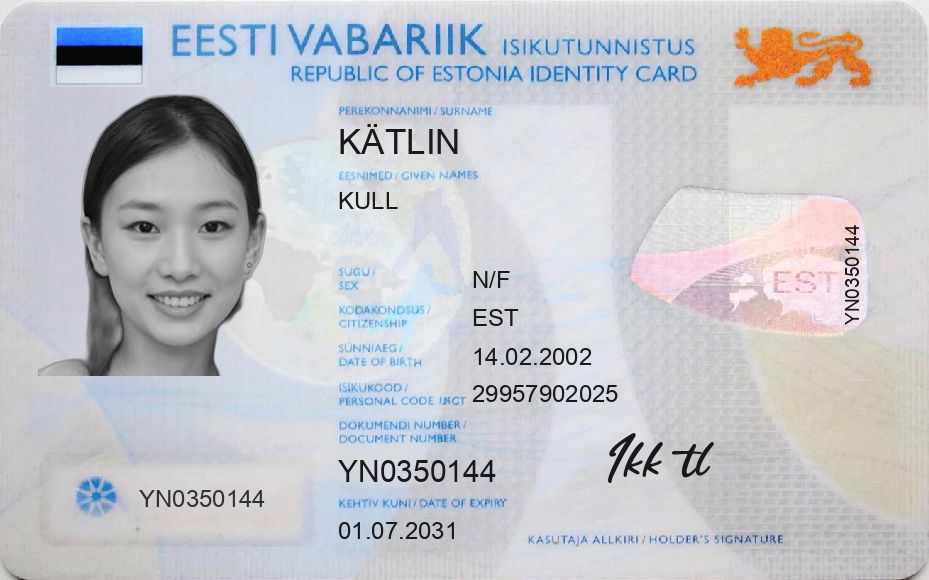 EESTI VABARIIK ISIKUTUNNISTUS
REPUBLIC OF ESTONIA IDENTITY CARD
PEREKONNANIMI / SURNAME
KÄTLIN
EESNIMED / GIVEN NAMES
KULL
SUGU /
SEX
N/F
KODAKONDSUS /
CITIZENSHIP
EST
SÜNNIAEG /
DATE OF BIRTH
14.02.2002
ISIKUKOOD /
PERSONAL CODE
29957902025
DOKUMENDI NUMBER /
DOCUMENT NUMBER
YN0350144
KEHTIV KUNI / DATE OF EXPIRY
01.07.2031
YN0350144
EST
YN0350144
KASUTAJA ALLKIRI / HOLDER'S SIGNATURE